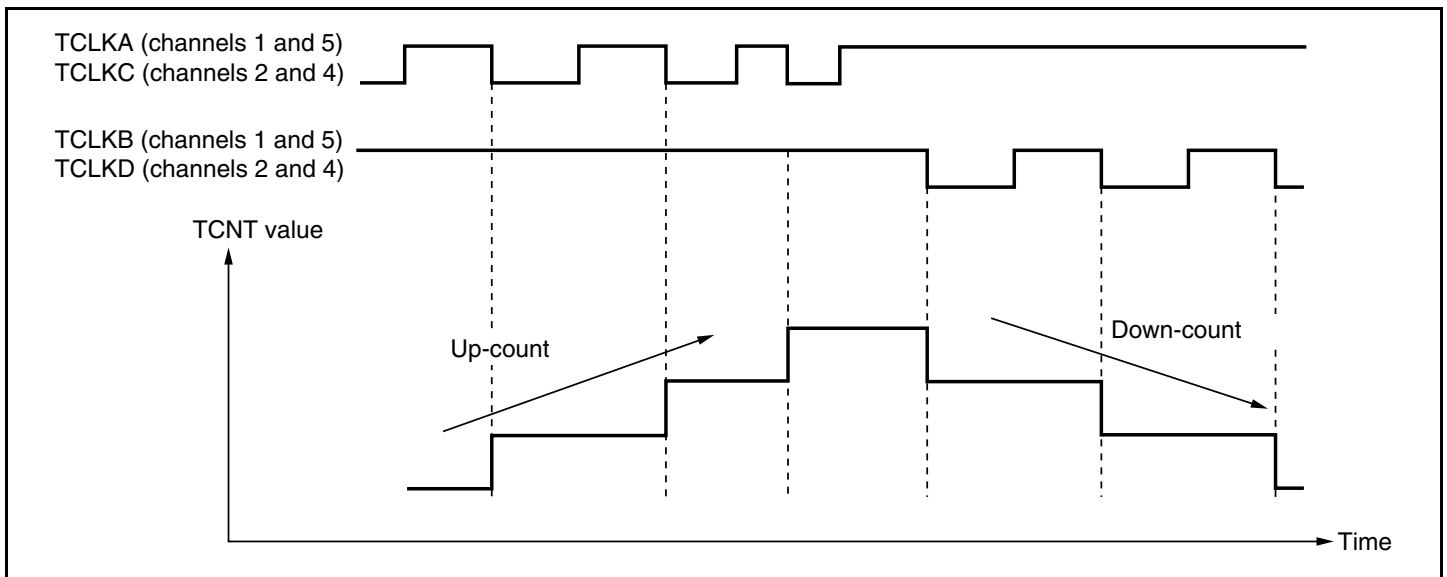 TCLKA (channels 1 and 5)
TCLKC (channels 2 and 4)
TCLKB (channels 1 and 5)
TCLKD (channels 2 and 4)
TCNT value
Up-count
Down-count
Time